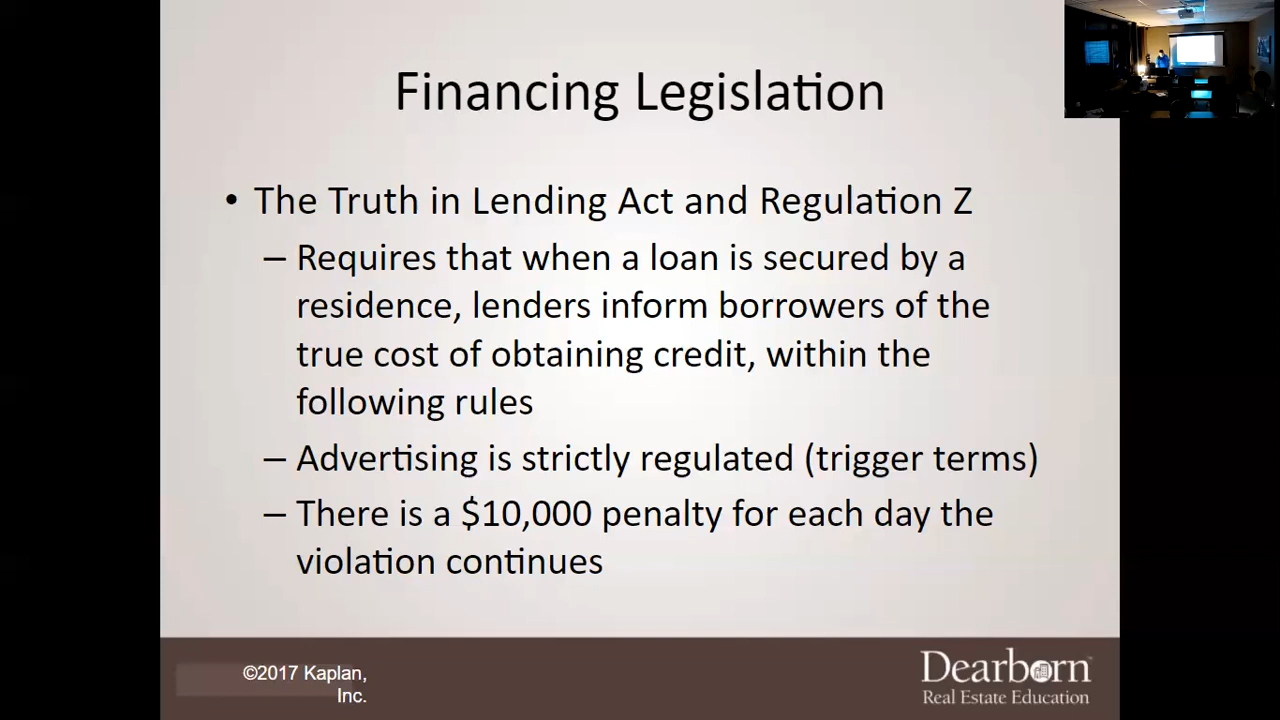 Financing Legislation
• The Truth in Lending Act and Regulation Z
– Requires that when a loan is secured by a
residence, lenders inform borrowers of the
true cost of obtaining credit, within the
following rules
– Advertising is strictly regulated (trigger terms)
– There is a $10,000 penalty for each day the
violation continues
©2017 Kaplan,
Inc.
Dearborn
Real Estate Education